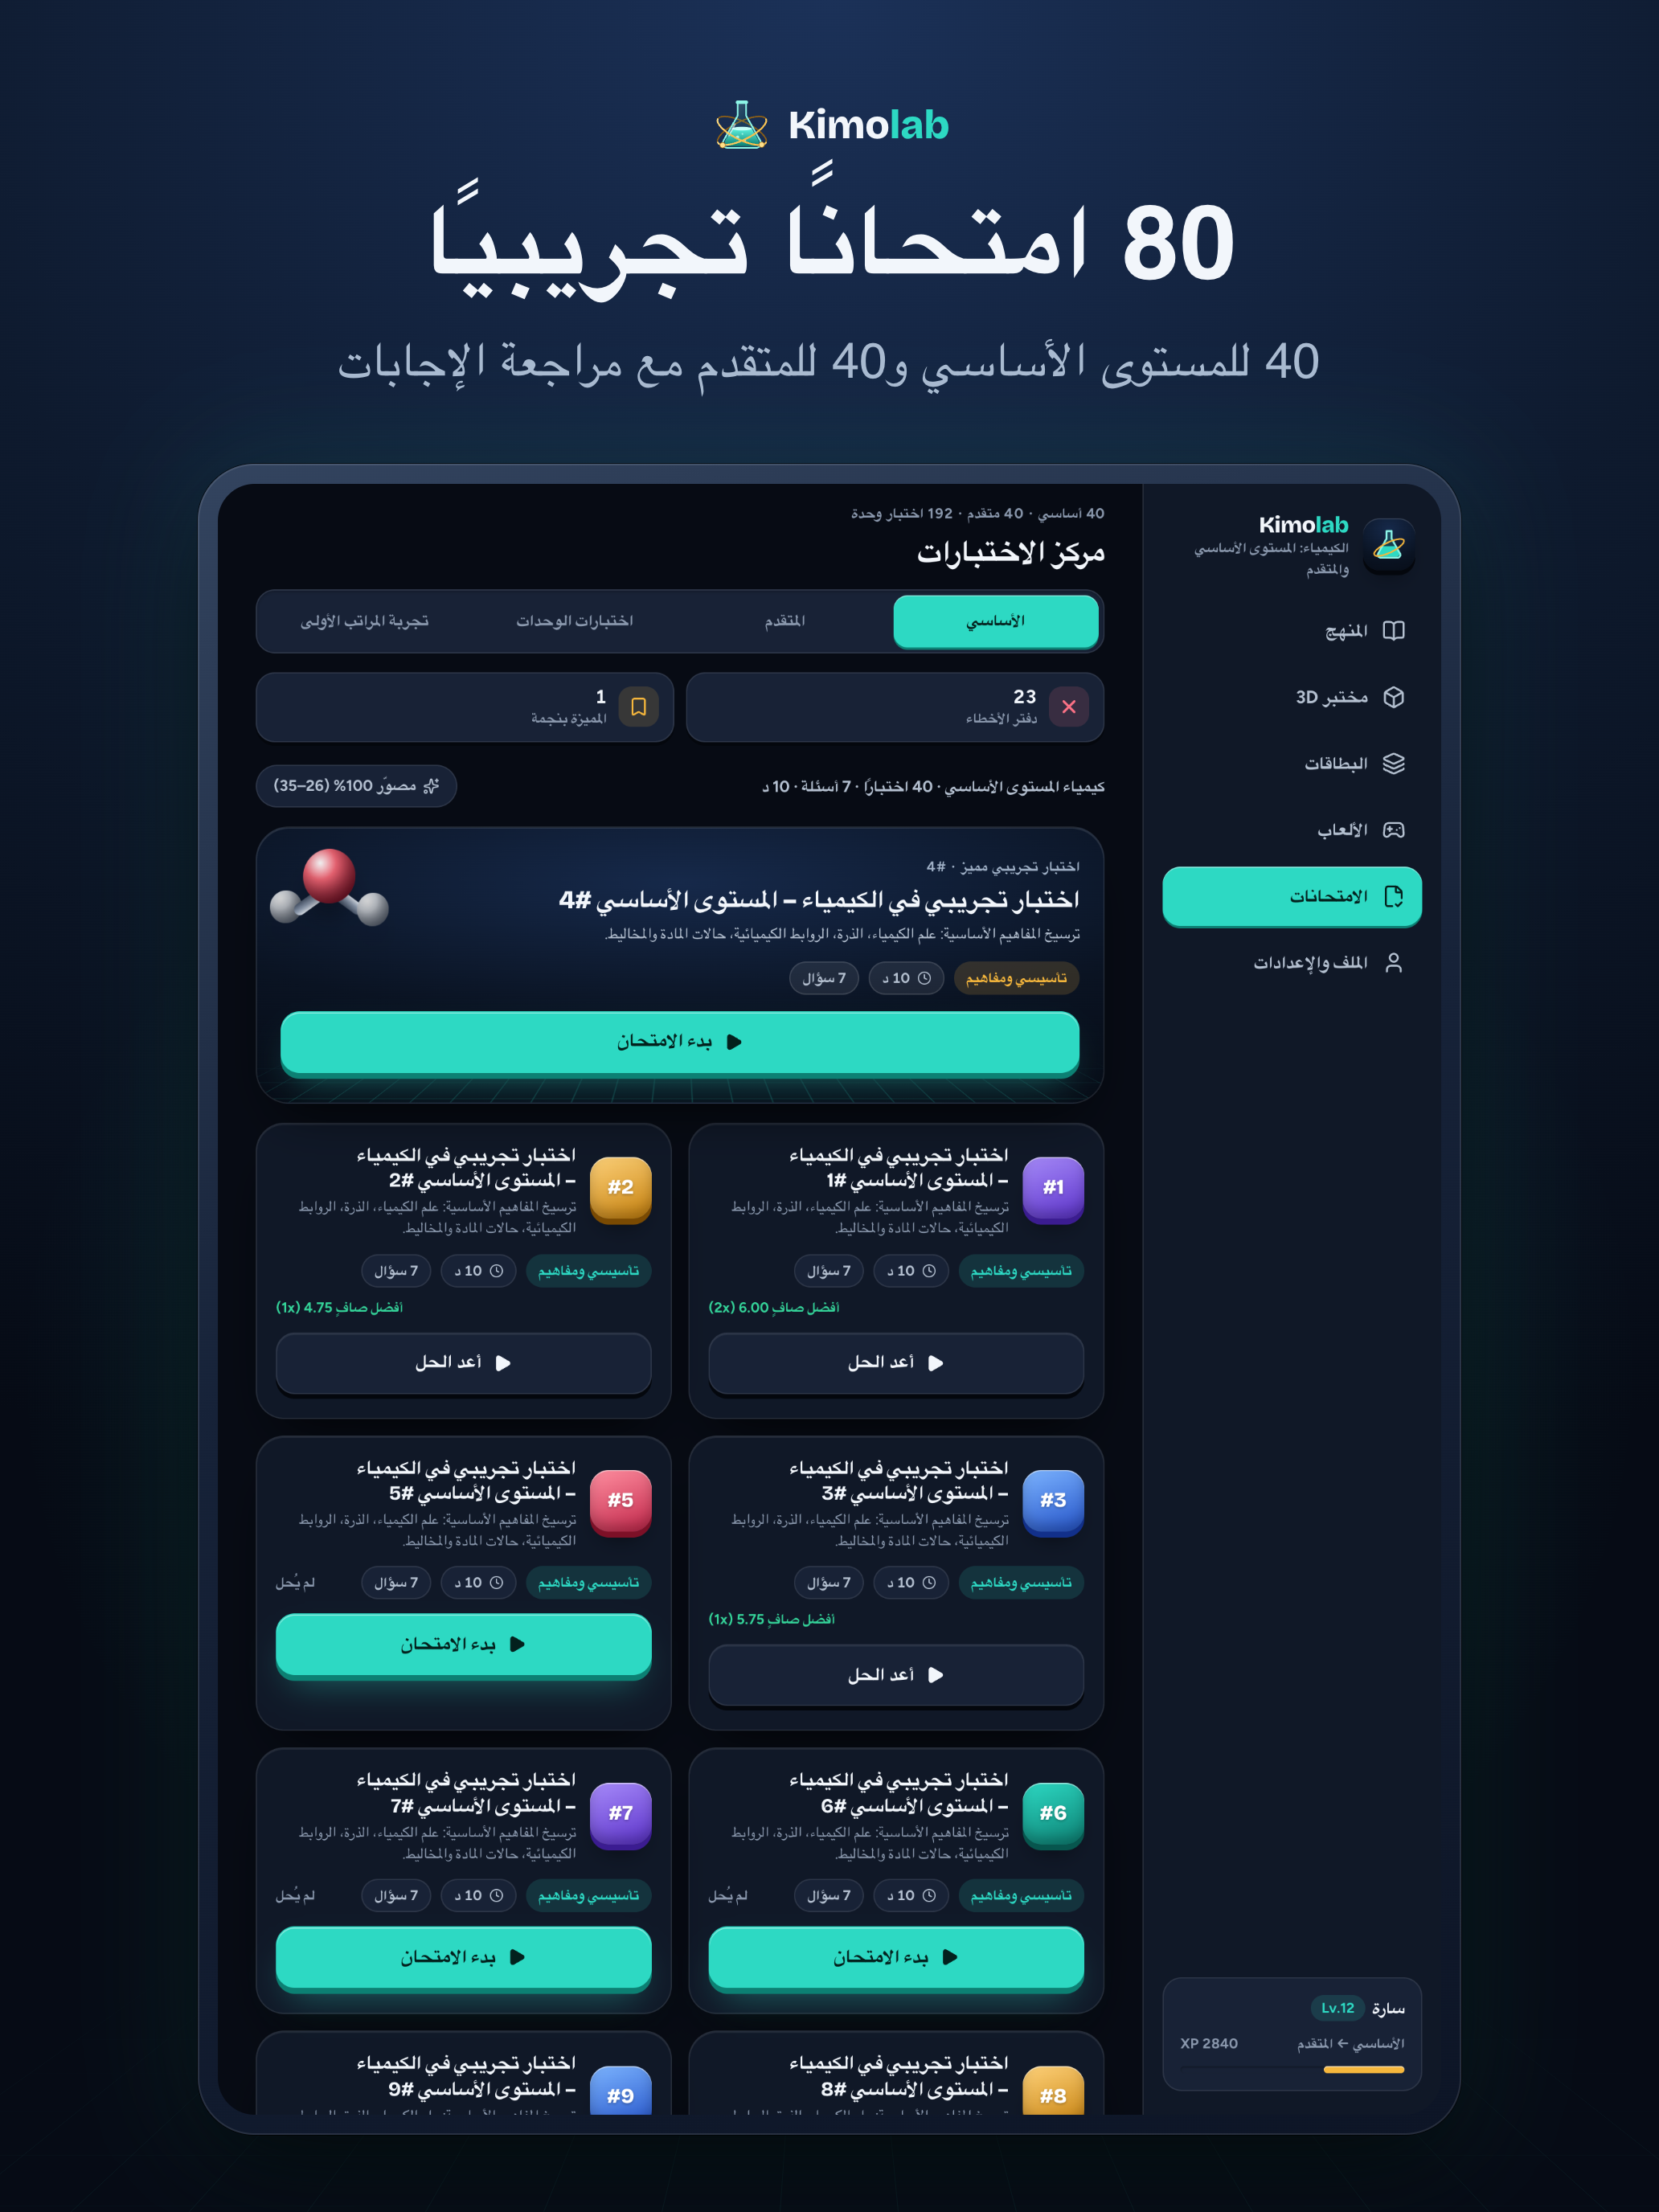 Kimolab
80 امتحانًا تجريبيًا
40 للمستوى الأساسي و40 للمتقدم مع مراجعة الإجابات
Kimolab
الكيمياء: المستوى الأساسي
والمتقدم
المنهج
مختبر 3D
البطاقات
الألعاب
الامتحانات
الملف والإعدادات
سارة Lv.12
الأساسي ← المتقدم XP 2840
40 أساسي · 40 متقدم · 192 اختبار وحدة
مركز الاختبارات
الأساسي المتقدم اختبارات الوحدات تجربة المراتب الأولى
23
دفتر الأخطاء
1
المميزة بنجمة
كيمياء المستوى الأساسي · 40 اختبارًا · 7 أسئلة · 10 د
مصوّر 100% (26–35)
اختبار تجريبي مميز · #4
اختبار تجريبي في الكيمياء – المستوى الأساسي #4
ترسيخ المفاهيم الأساسية: علم الكيمياء، الذرة، الروابط الكيميائية، حالات المادة والمخاليط.
تأسيسي ومفاهيم 10 د 7 سؤال
بدء الامتحان
#1
اختبار تجريبي في الكيمياء
– المستوى الأساسي #1
ترسيخ المفاهيم الأساسية: علم الكيمياء، الذرة، الروابط
الكيميائية، حالات المادة والمخاليط.
تأسيسي ومفاهيم 10 د 7 سؤال
أفضل صافٍ 6.00 (2x)
أعد الحل
#2
اختبار تجريبي في الكيمياء
– المستوى الأساسي #2
ترسيخ المفاهيم الأساسية: علم الكيمياء، الذرة، الروابط
الكيميائية، حالات المادة والمخاليط.
تأسيسي ومفاهيم 10 د 7 سؤال
أفضل صافٍ 4.75 (1x)
أعد الحل
#3
اختبار تجريبي في الكيمياء
– المستوى الأساسي #3
ترسيخ المفاهيم الأساسية: علم الكيمياء، الذرة، الروابط
الكيميائية، حالات المادة والمخاليط.
تأسيسي ومفاهيم 10 د 7 سؤال
أفضل صافٍ 5.75 (1x)
أعد الحل
#5
اختبار تجريبي في الكيمياء
– المستوى الأساسي #5
ترسيخ المفاهيم الأساسية: علم الكيمياء، الذرة، الروابط
الكيميائية، حالات المادة والمخاليط.
تأسيسي ومفاهيم 10 د 7 سؤال لم يُحل
بدء الامتحان
#6
اختبار تجريبي في الكيمياء
– المستوى الأساسي #6
ترسيخ المفاهيم الأساسية: علم الكيمياء، الذرة، الروابط
الكيميائية، حالات المادة والمخاليط.
تأسيسي ومفاهيم 10 د 7 سؤال لم يُحل
بدء الامتحان
#7
اختبار تجريبي في الكيمياء
– المستوى الأساسي #7
ترسيخ المفاهيم الأساسية: علم الكيمياء، الذرة، الروابط
الكيميائية، حالات المادة والمخاليط.
تأسيسي ومفاهيم 10 د 7 سؤال لم يُحل
بدء الامتحان
#8
اختبار تجريبي في الكيمياء
– المستوى الأساسي #8
#9
اختبار تجريبي في الكيمياء
– المستوى الأساسي #9